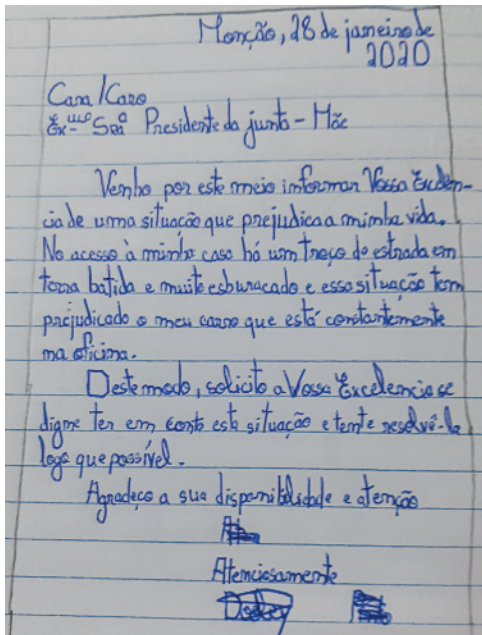 Monção, 28 de janeiro de
2020
Cara/Caro
Ex.mo Srª Presidente da junta - Mãe
Venho por este meio informar Vossa Exclen-
cia de uma situação que prejudica a minha vida.
No acesso à minha casa há um troço de estrada em
terra batida e muito esburacado e essa situação tem
prejudicado o meu carro que está constantemente
na oficina.
Deste modo, solicito a Vossa Excelencia se
digne ter em conta esta situação e tente resolvê-la
logo que possível.
Agradeço a sua disponibilidade e atenção
Atenciosamente